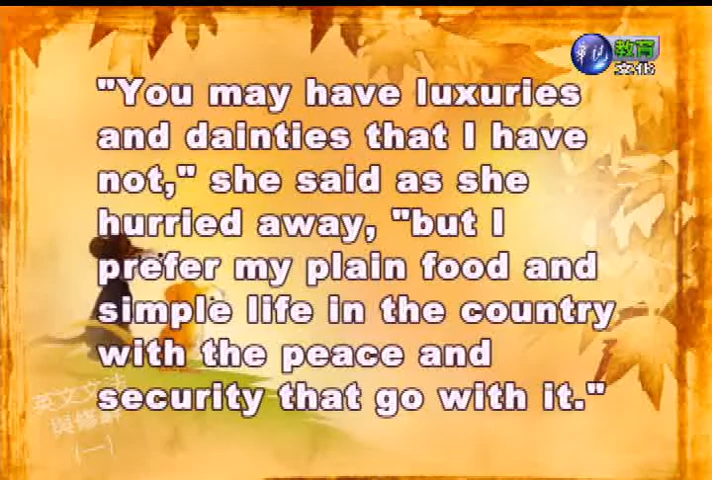 華視
教育
文化
"You may have luxuries
and dainties that I have
not," she said as she
hurried away, "but I
prefer my plain food and
simple life in the country
with the peace and
security that go with it."
英文文法
與修辭
(一)